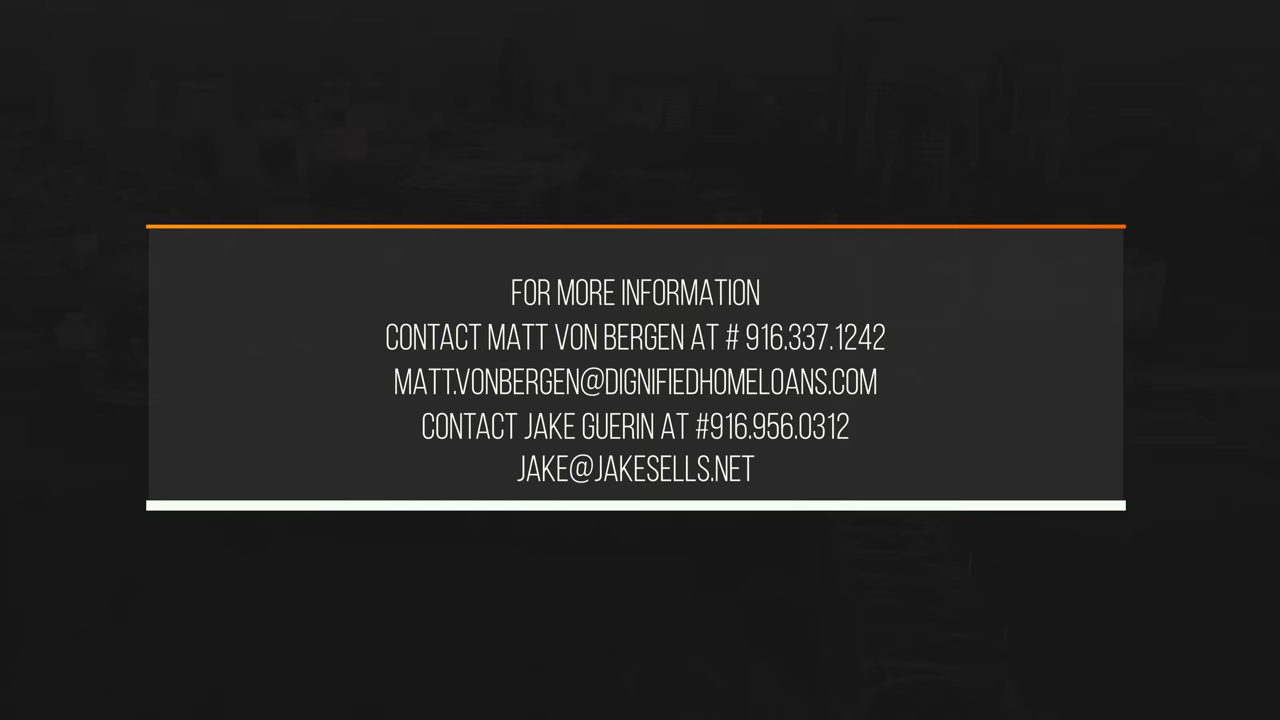 FOR MORE INFORMATION
CONTACT MATT VON BERGEN AT # 916.337.1242
MATT.VONBERGEN@DIGNIFIEDHOMELOANS.COM
CONTACT JAKE GUERIN AT #916.956.0312
JAKE@JAKESELLS.NET